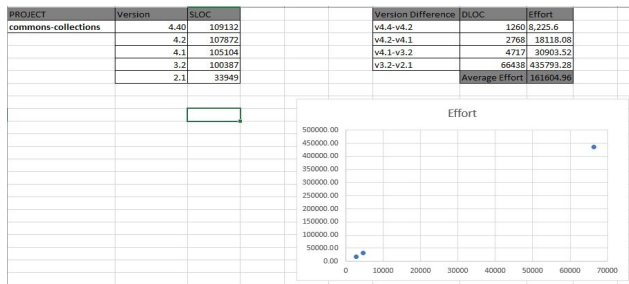 PROJECT Version SLOC Version Difference DLOC Effort
commons-collections 4.40 109132 v4.4-v4.2 1260 8,225.6
4.2 107872 v4.2-v4.1 2768 18118.08
4.1 105104 v4.1-v3.2 4717 30903.52
3.2 100387 v3.2-v2.1 66438 435793.28
2.1 33949 Average Effort 161604.96
Effort
500000.00
450000.00
400000.00
350000.00
300000.00
250000.00
200000.00
150000.00
100000.00
50000.00
0.00
0 10000 20000 30000 40000 50000 60000 70000